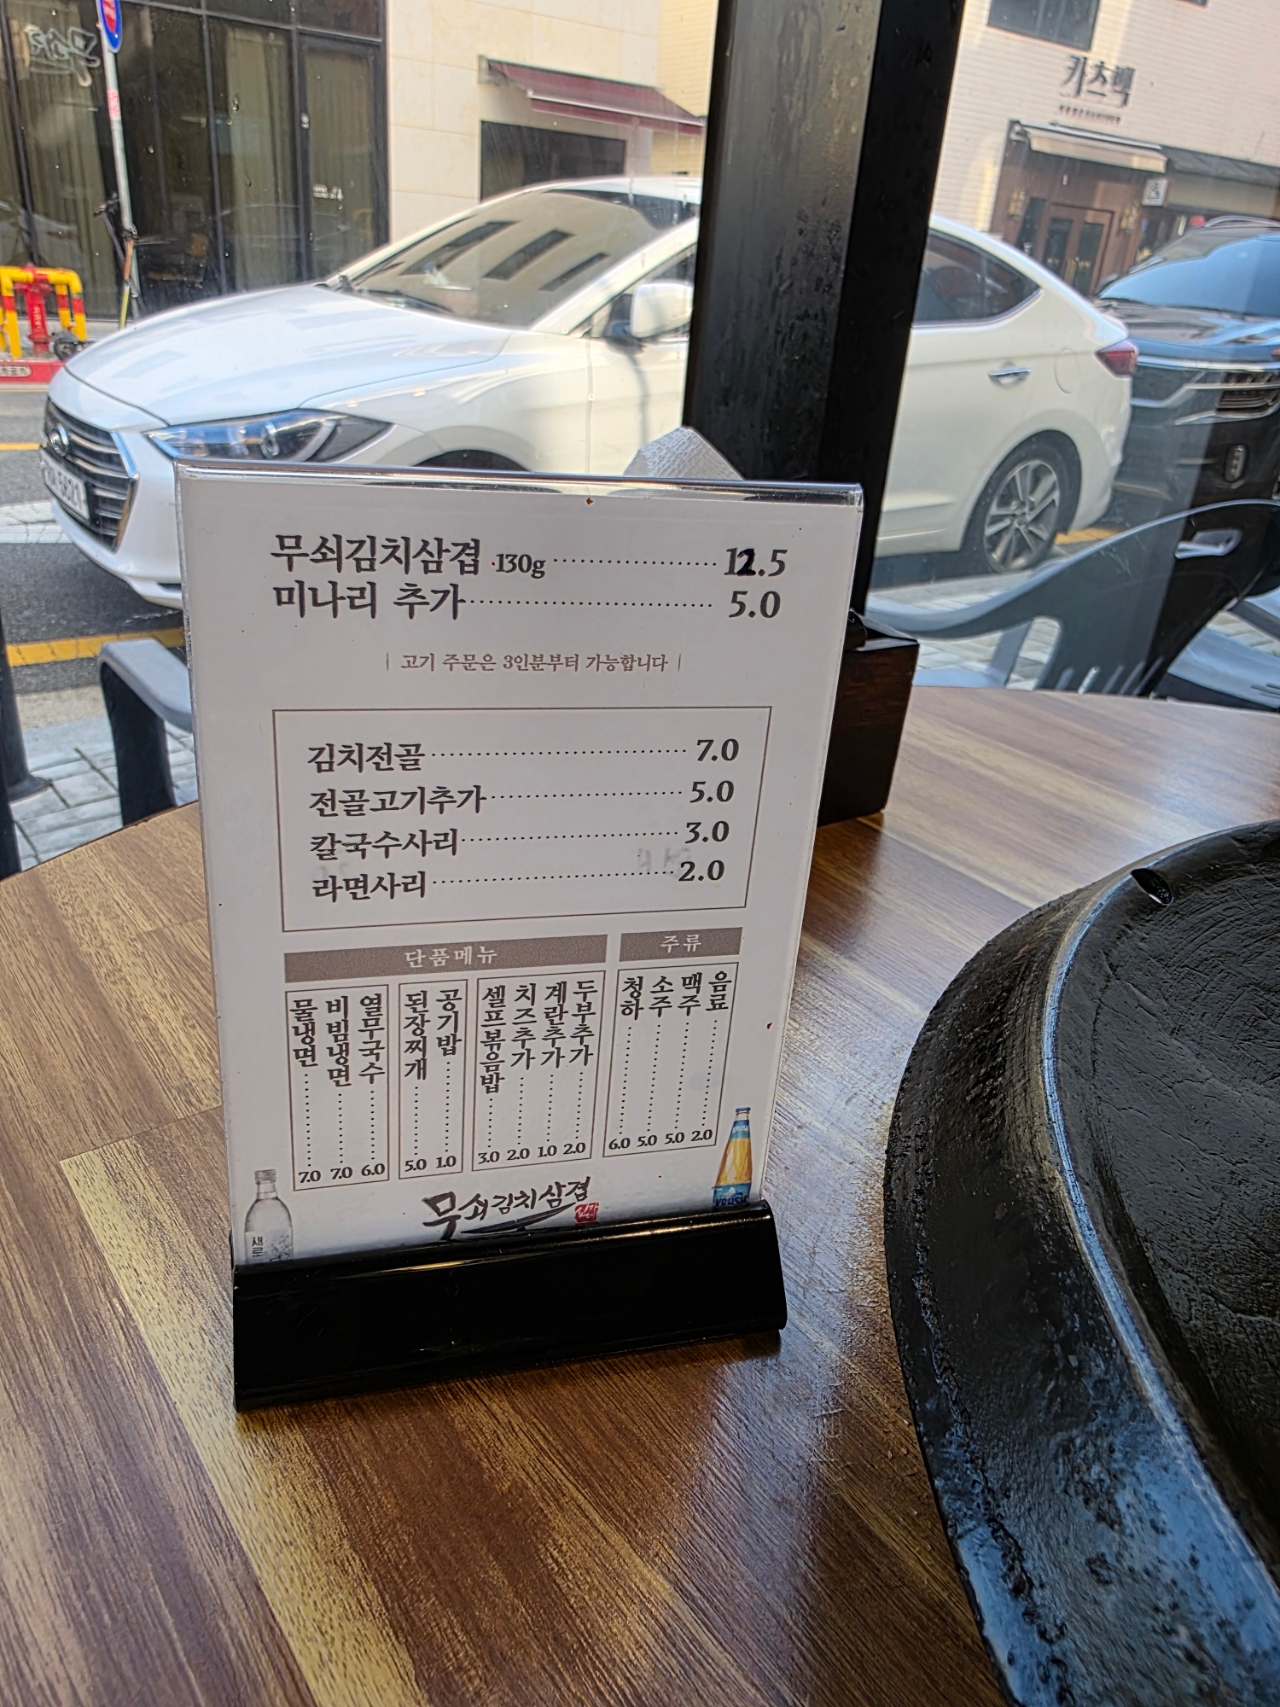 카츠백
무쇠김치삼겹 130g 12.5
미나리 추가 5.0
| 고기 주문은 3인분부터 가능합니다 |
김치전골 7.0
전골고기추가 5.0
칼국수사리 3.0
라면사리 2.0
단품메뉴
물냉면 7.0
비빔냉면 7.0
열무국수 6.0
된장찌개 5.0
공기밥 1.0
셀프볶음밥 3.0
치즈추가 2.0
계란추가 1.0
두부추가 2.0
주류
청하 6.0
소주 5.0
맥주 5.0
음료 2.0
새로
무쇠김치삼겹